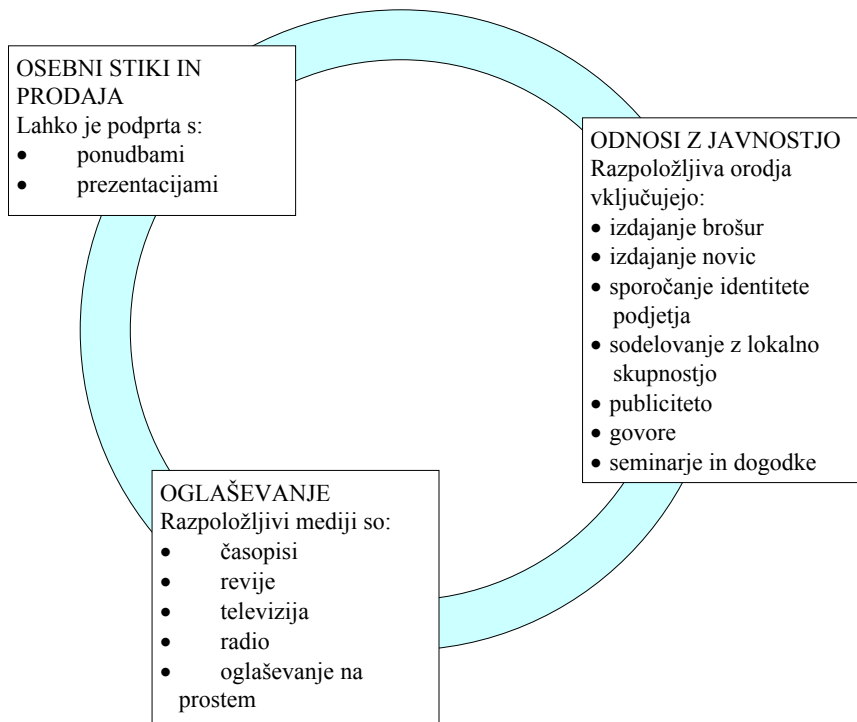 OSEBNI STIKI IN
PRODAJA
Lahko je podprta s:
• ponudbami
• prezentacijami
ODNOSI Z JAVNOSTJO
Razpoložljiva orodja
vključujejo:
• izdajanje brošur
• izdajanje novic
• sporočanje identitete
podjetja
• sodelovanje z lokalno
skupnostjo
• publiciteto
• govore
• seminarje in dogodke
OGLAŠEVANJE
Razpoložljivi mediji so:
• časopisi
• revije
• televizija
• radio
• oglaševanje na
prostem